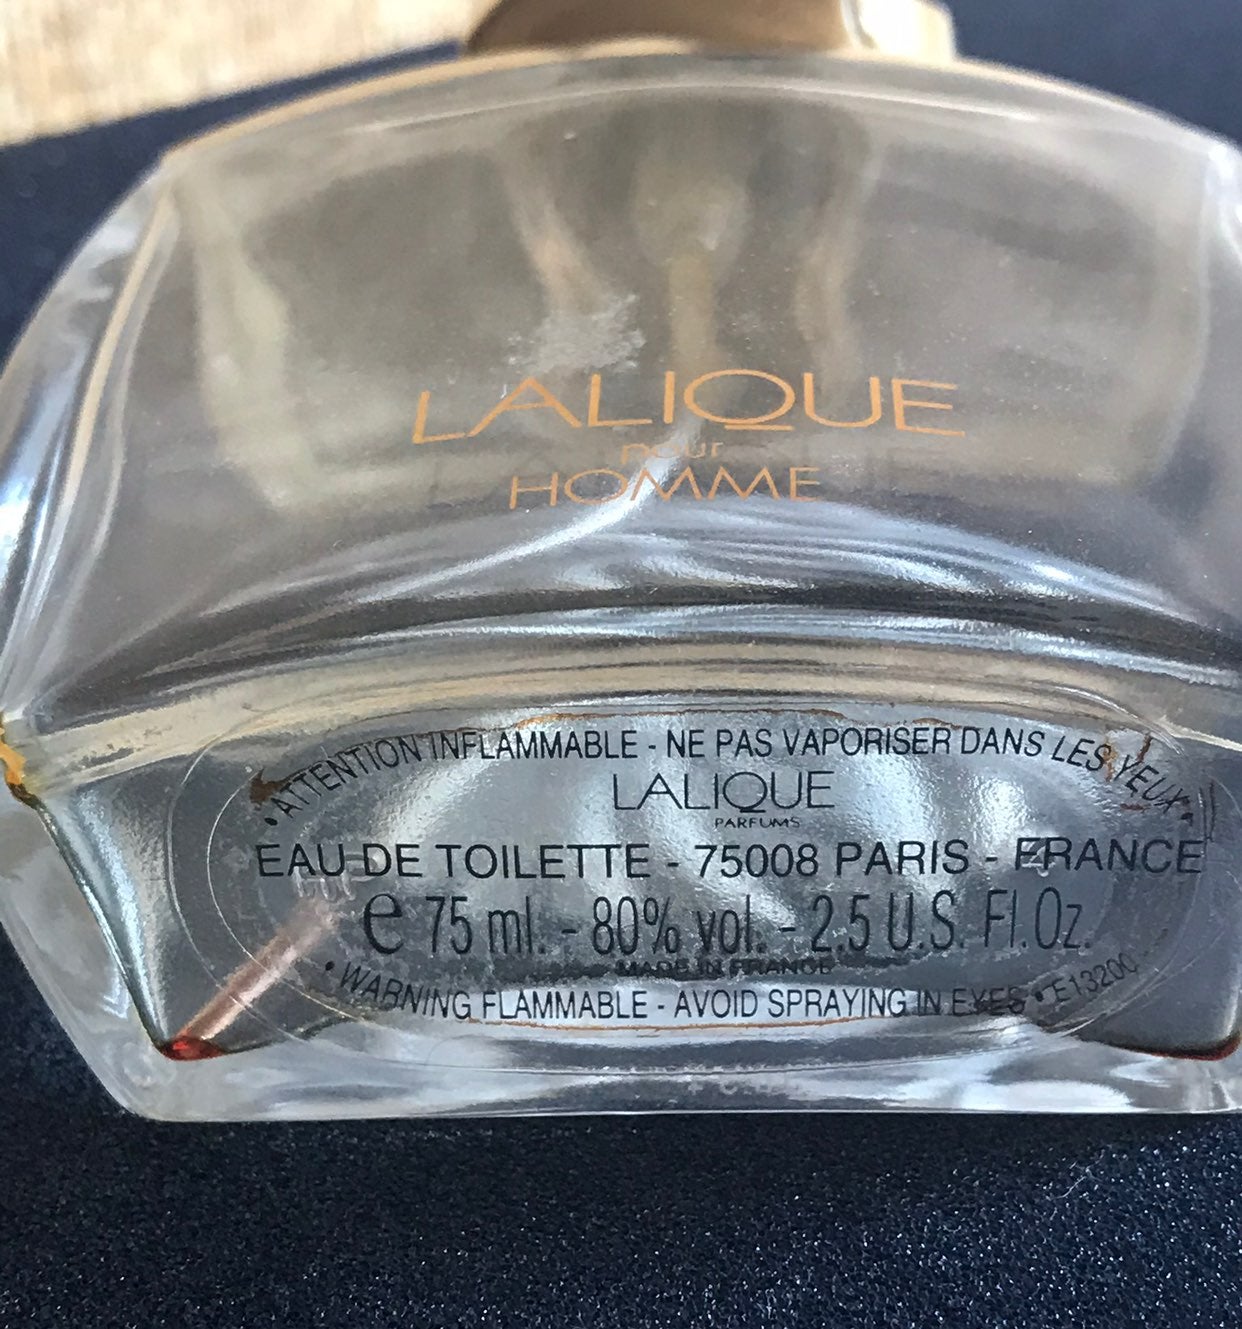 LALIQUE
pour
HOMME
• ATTENTION INFLAMMABLE - NE PAS VAPORISER DANS LES YEUX •
LALIQUE
PARFUMS
EAU DE TOILETTE - 75008 PARIS - FRANCE
e 75 ml. - 80% vol. - 2.5 U.S. Fl. Oz.
MADE IN FRANCE
• WARNING FLAMMABLE - AVOID SPRAYING IN EYES • E13200